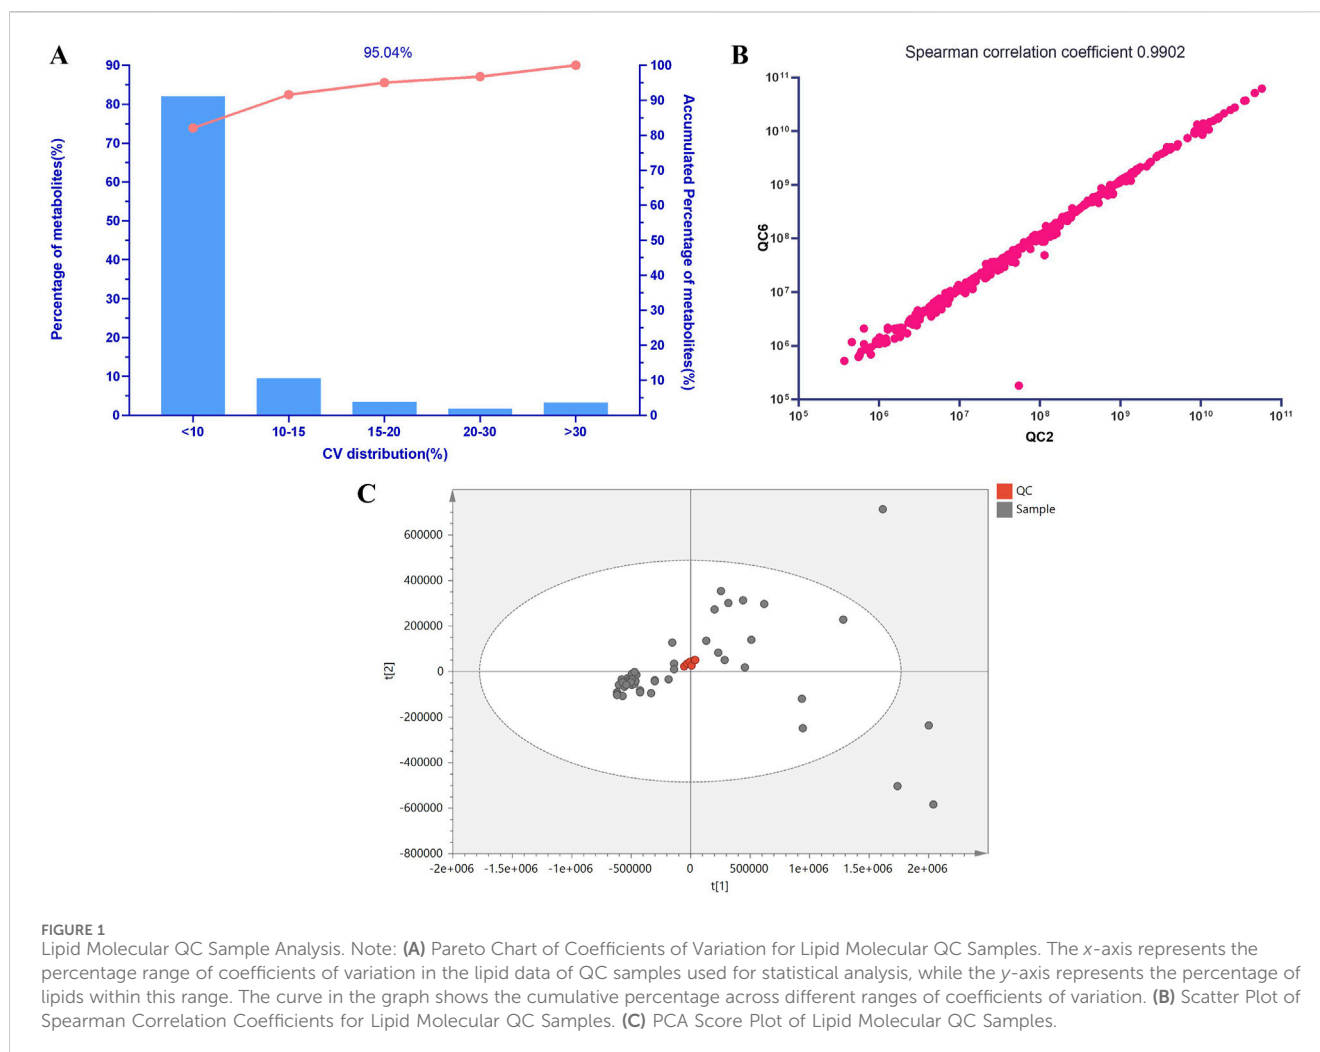 A
95.04%
90
80
70
60
50
40
30
20
10
0
Percentage of metabolites(%)
100
90
80
70
60
50
40
30
20
10
0
Accumulated Percentage of metabolites(%)
<10 10-15 15-20 20-30 >30
CV distribution(%)
B
Spearman correlation coefficient 0.9902
10¹¹
10¹⁰
10⁹
10⁸
10⁷
10⁶
10⁵
QC6
10⁵ 10⁶ 10⁷ 10⁸ 10⁹ 10¹⁰ 10¹¹
QC2
C
QC
Sample
600000
400000
200000
0
-200000
-400000
-600000
-800000
t[2]
-2e+006 -1.5e+006 -1e+006 -500000 0 500000 1e+006 1.5e+006 2e+006
t[1]
FIGURE 1
Lipid Molecular QC Sample Analysis. Note: (A) Pareto Chart of Coefficients of Variation for Lipid Molecular QC Samples. The x-axis represents the
percentage range of coefficients of variation in the lipid data of QC samples used for statistical analysis, while the y-axis represents the percentage of
lipids within this range. The curve in the graph shows the cumulative percentage across different ranges of coefficients of variation. (B) Scatter Plot of
Spearman Correlation Coefficients for Lipid Molecular QC Samples. (C) PCA Score Plot of Lipid Molecular QC Samples.